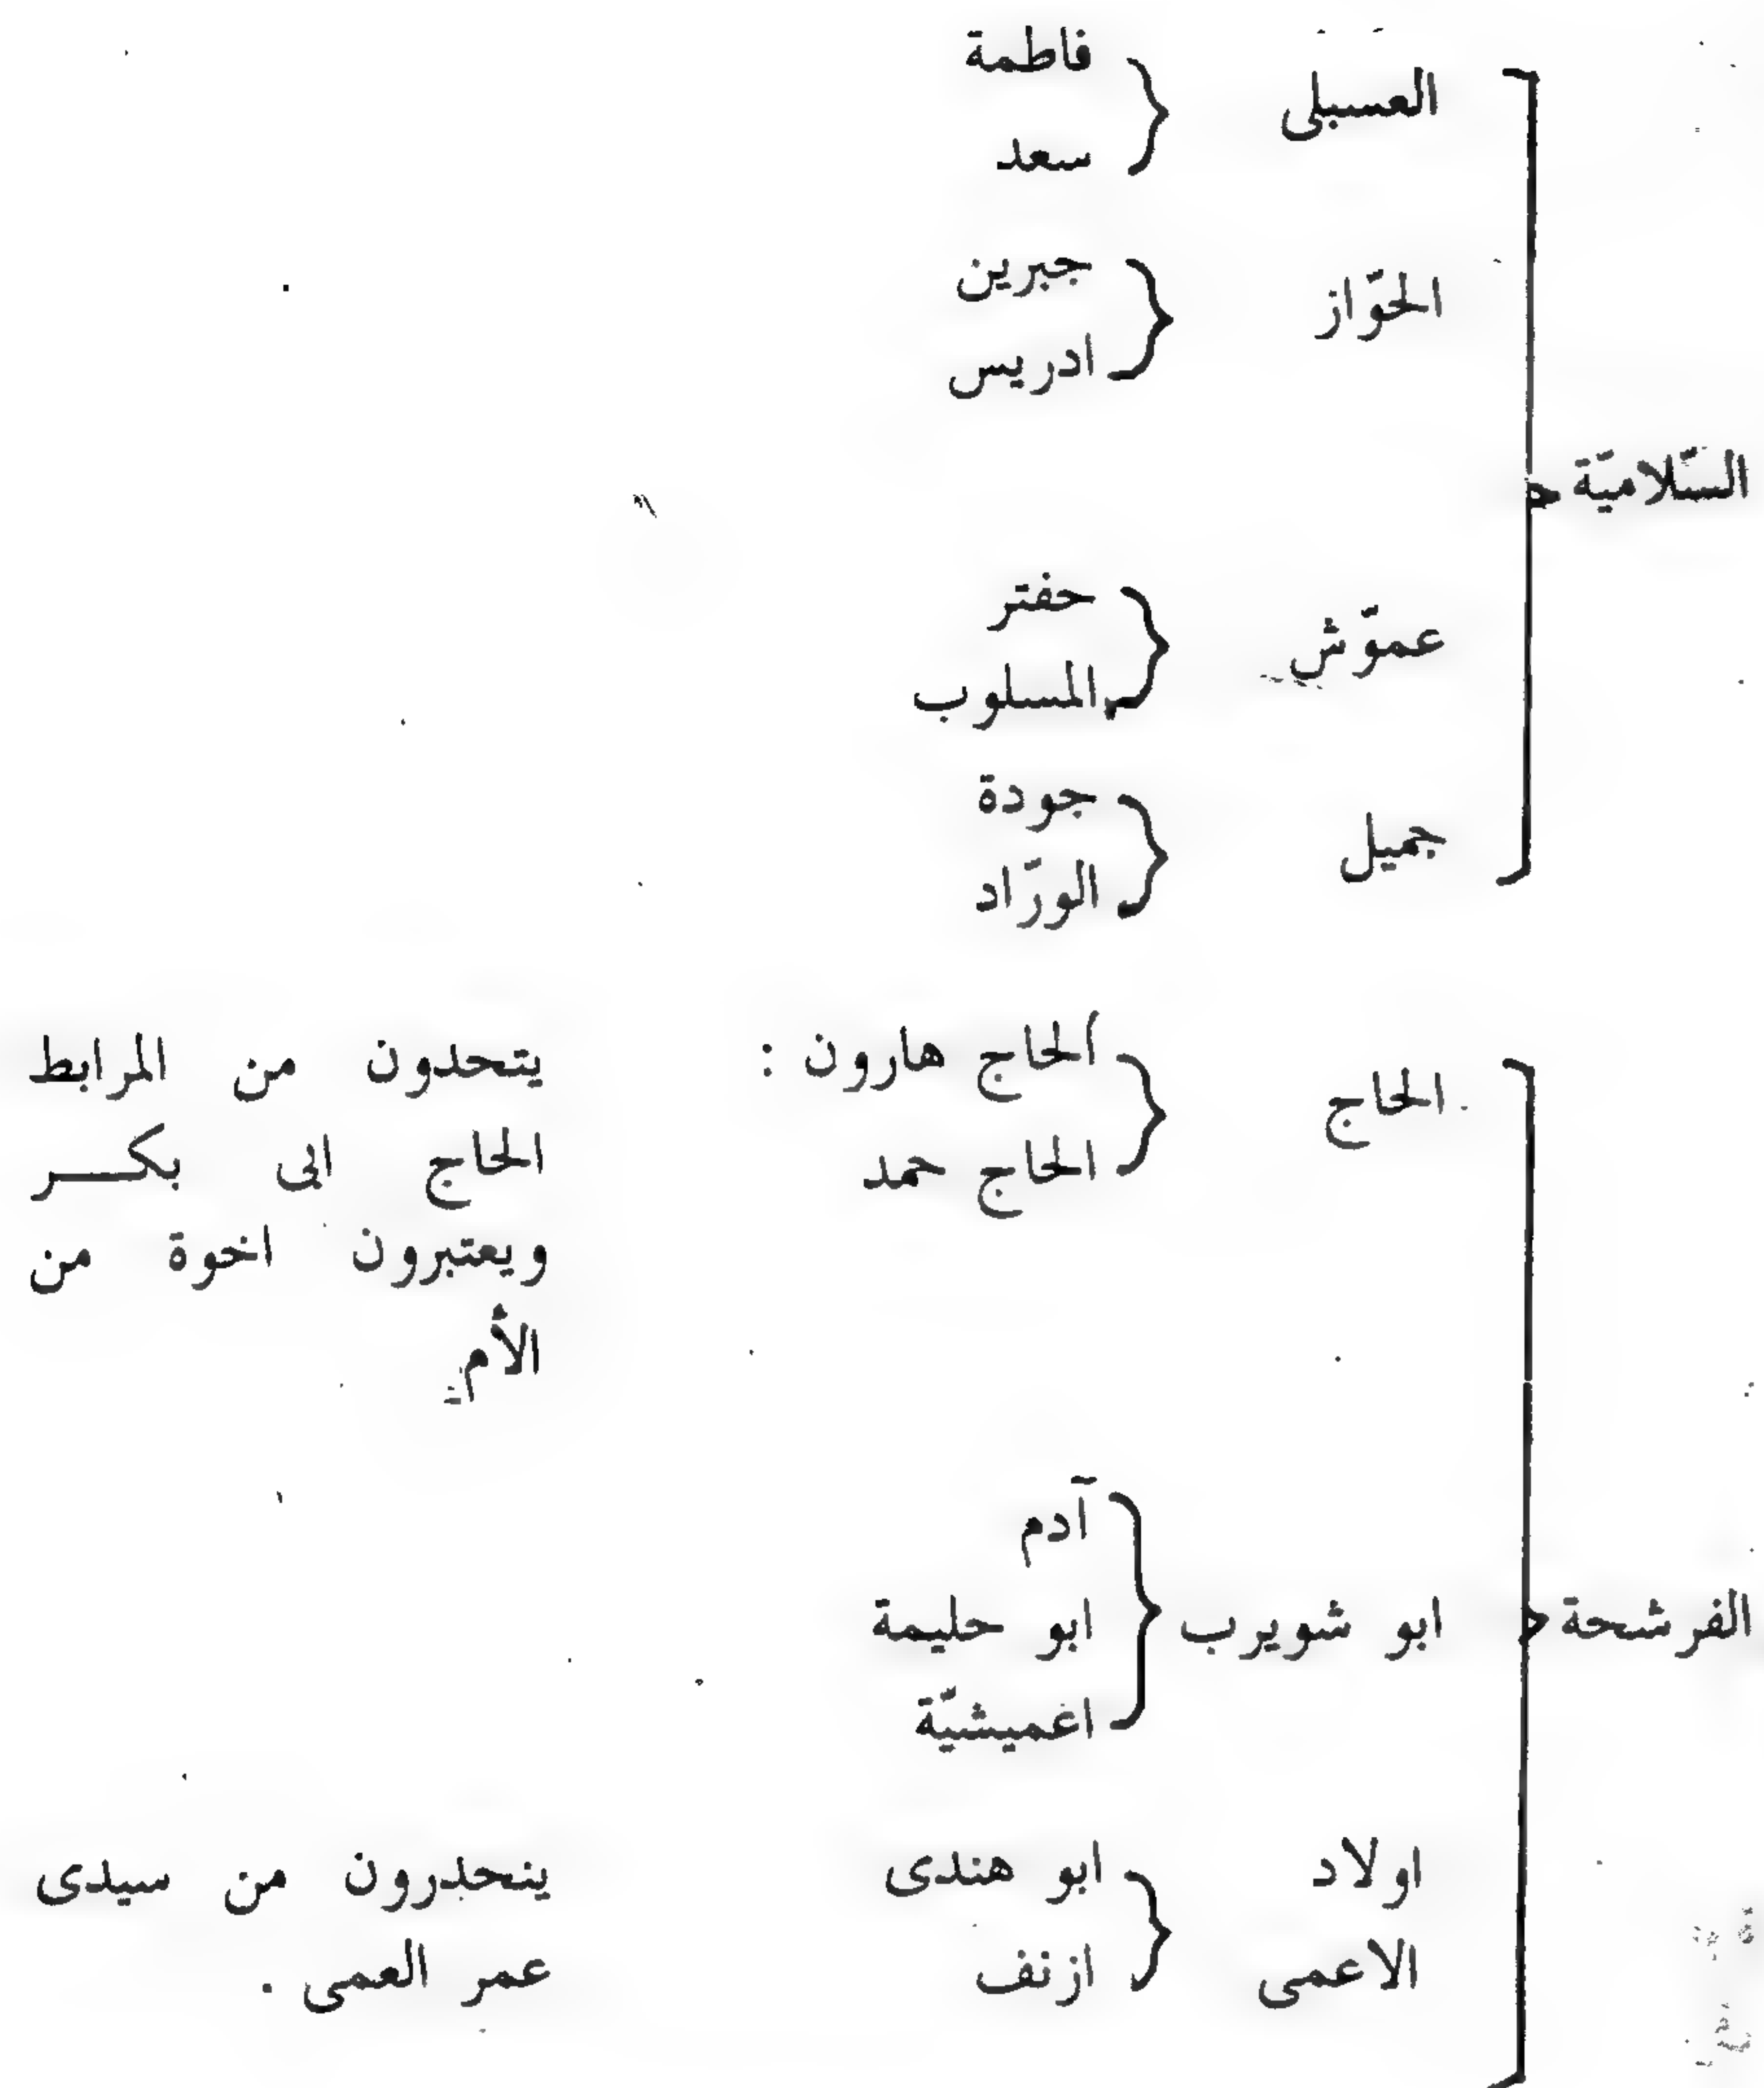 السّلاميّة
العسبلى
فاطمة
سعد
الحوّاز
جبرين
ادريس
عموّش
حفتر
المسلوب
جميل
جودة
الورّاد
الفرشحة
الحاج
الحاج هارون :
الحاج حمد
يتحدون من المرابط
الحاج ابى بكر
ويعتبرون اخوة من
الأم
ابو شويرب
آدم
ابو حليمة
اغميشيّة
اولاد
الاعمى
ابو هندى
ازنف
ينحدرون من سيدى
عمر العمى .